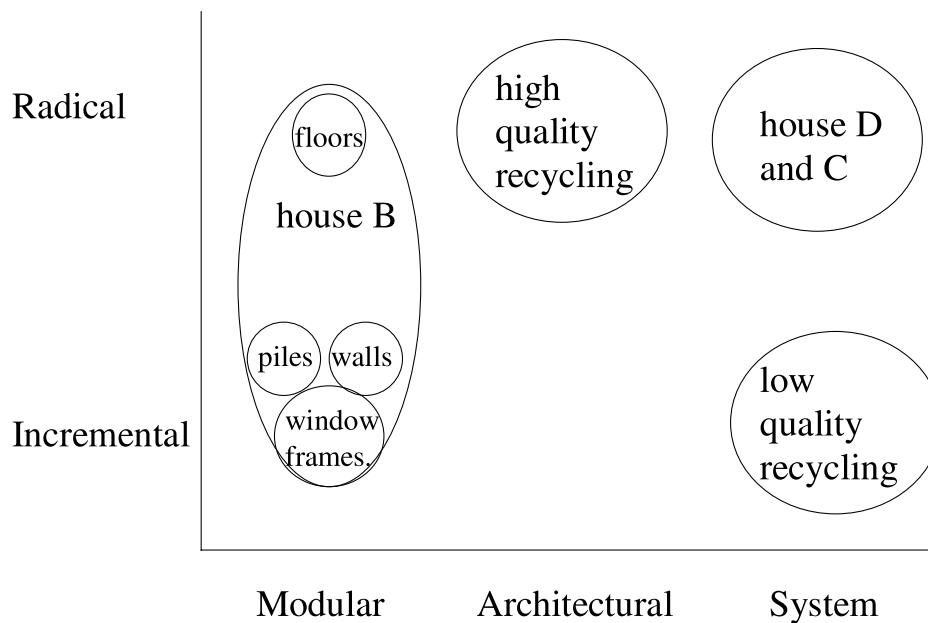 Radical
floors
house B
piles
walls
window
frames.
high
quality
recycling
house D
and C
low
quality
recycling
Incremental
Modular
Architectural
System